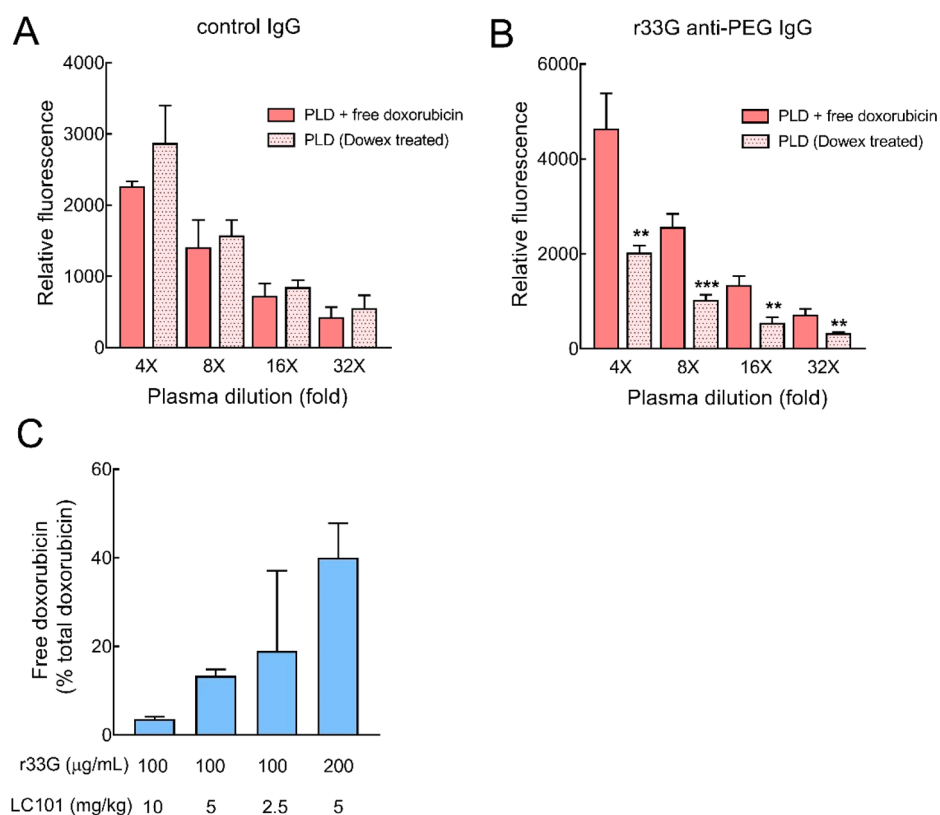 A
control IgG
4000
3000
2000
1000
0
Relative fluorescence
PLD + free doxorubicin
PLD (Dowex treated)
4X 8X 16X 32X
Plasma dilution (fold)
B
r33G anti-PEG IgG
6000
4000
2000
0
Relative fluorescence
PLD + free doxorubicin
PLD (Dowex treated)
**
***
**
**
4X 8X 16X 32X
Plasma dilution (fold)
C
60
40
20
0
Free doxorubicin
(% total doxorubicin)
r33G (μg/mL) 100 100 100 200
LC101 (mg/kg) 10 5 2.5 5